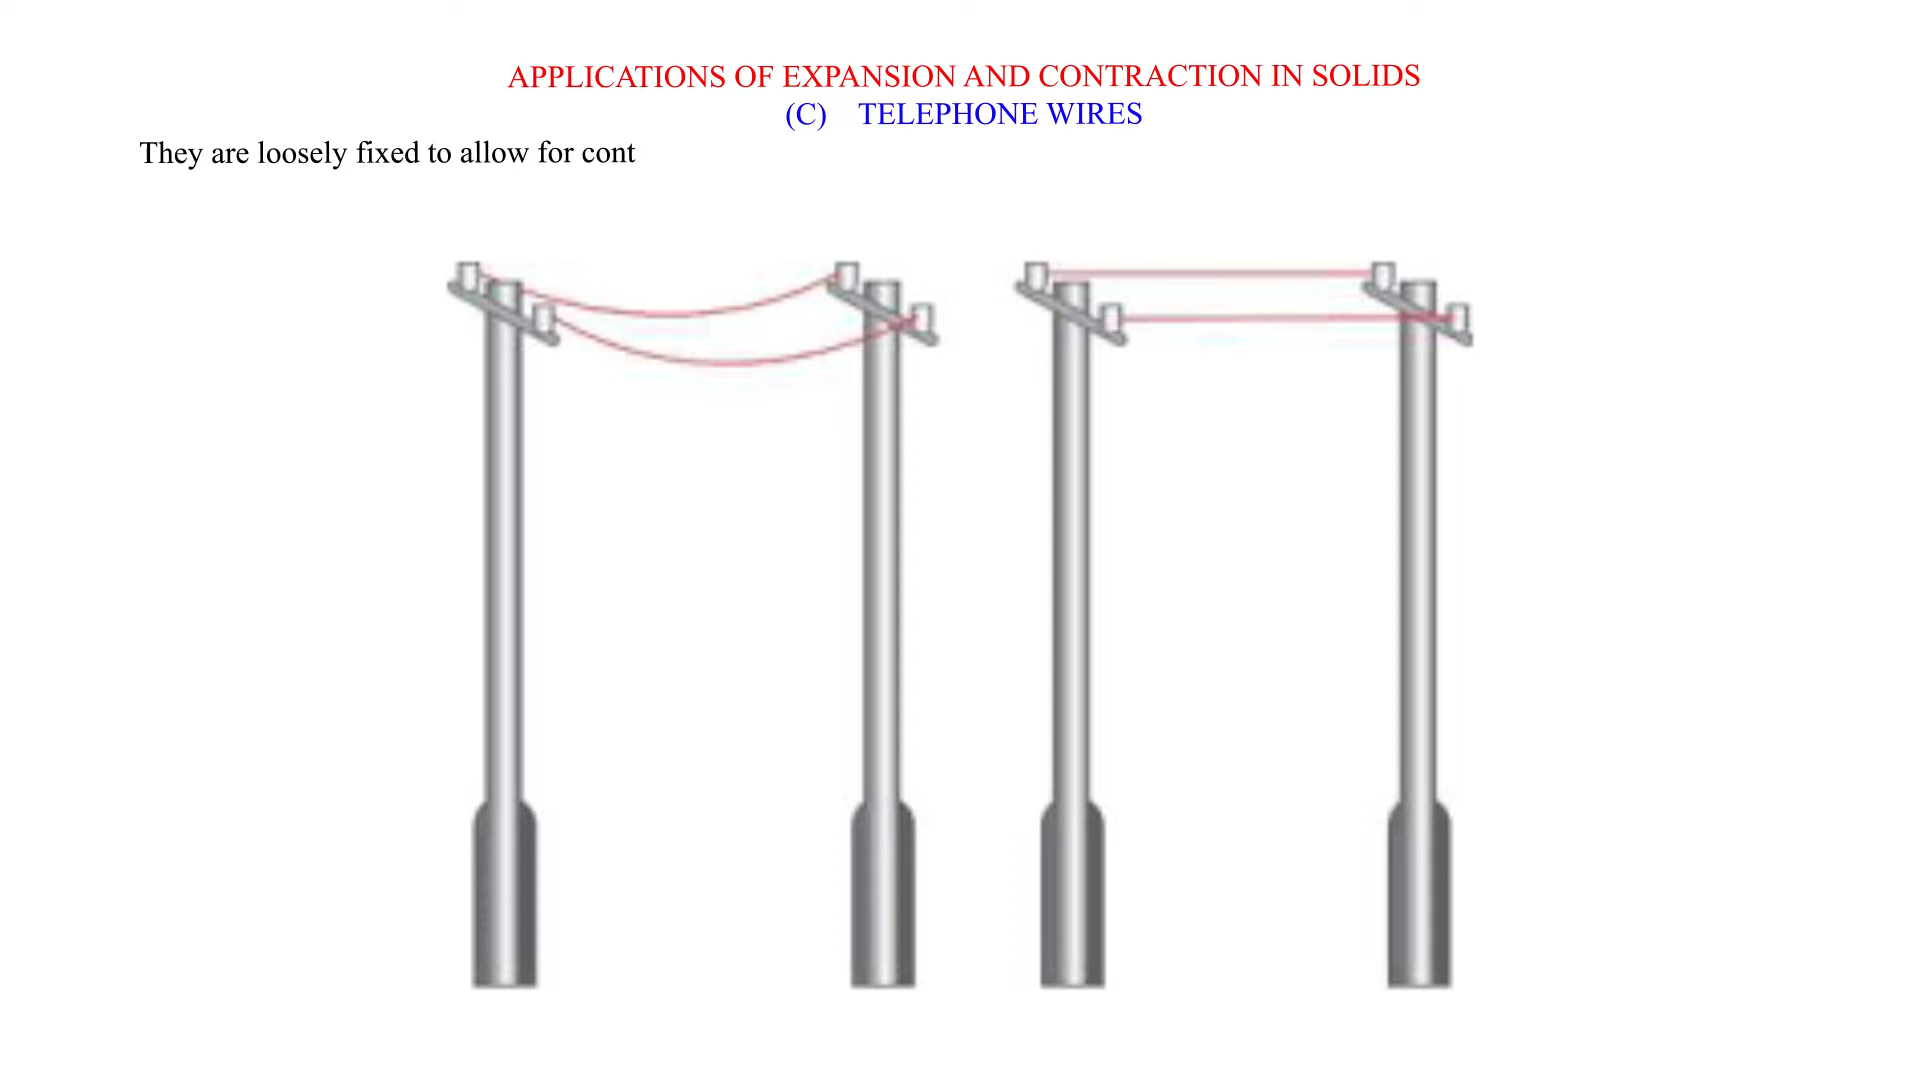 APPLICATIONS OF EXPANSION AND CONTRACTION IN SOLIDS
(C) TELEPHONE WIRES
They are loosely fixed to allow for cont